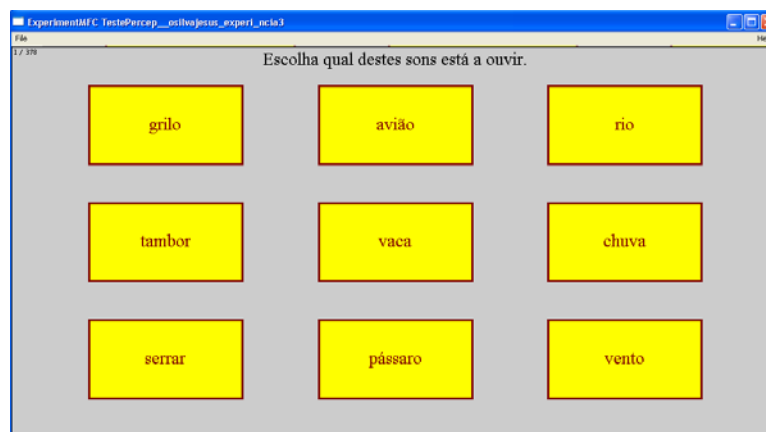 ExperimentMFC TestePercep__osilvajesus_experi_ncia3
File
He
1 / 378
Escolha qual destes sons está a ouvir.
grilo avião rio
tambor vaca chuva
serrar pássaro vento